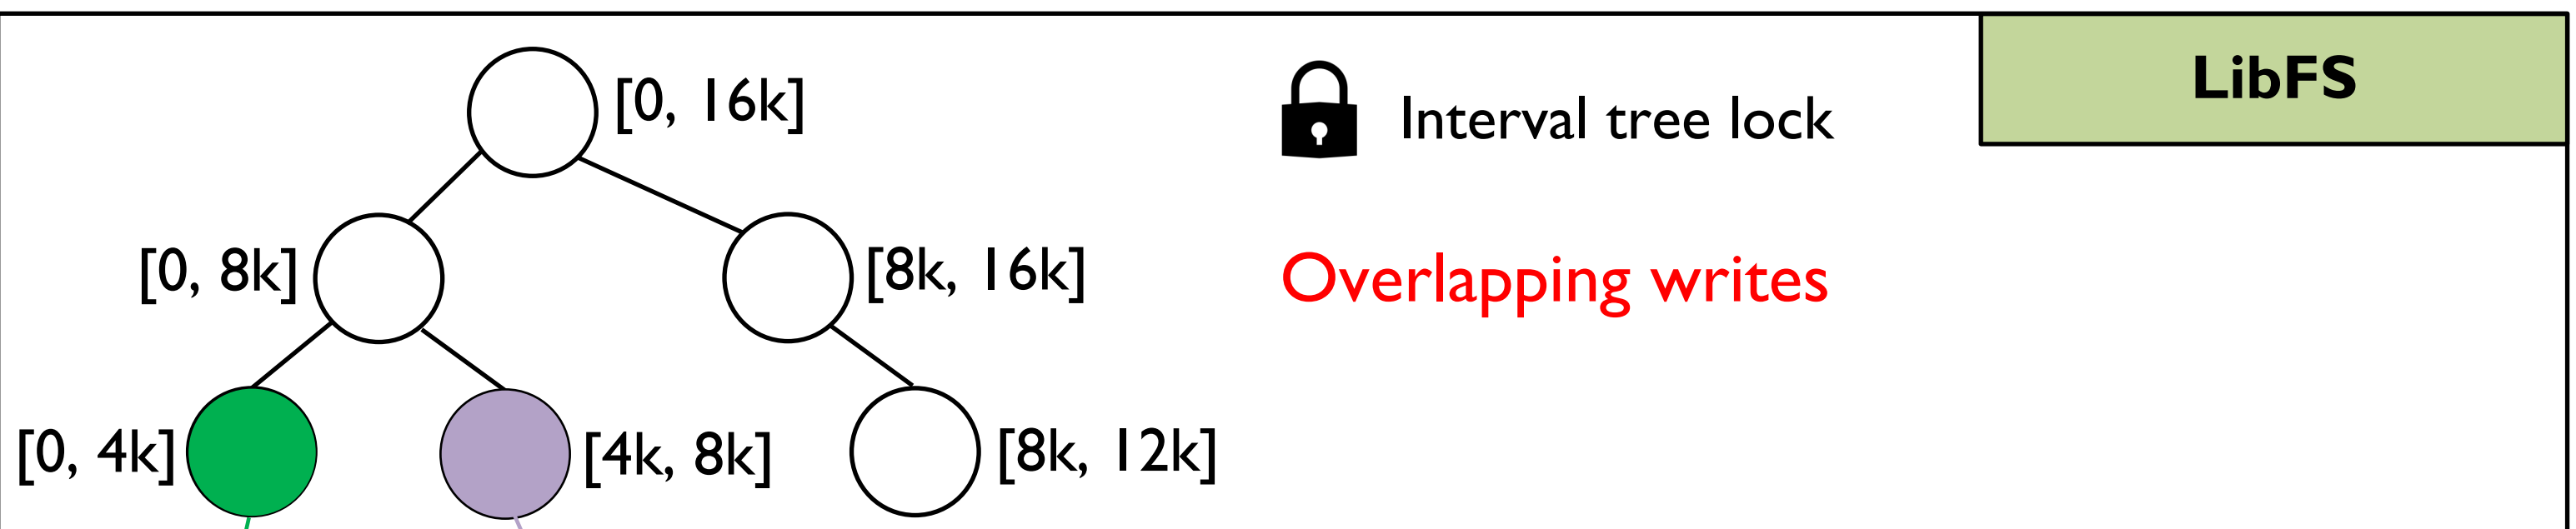 [0, 16k]
Interval tree lock
LibFS
[0, 8k]
[8k, 16k]
Overlapping writes
[0, 4k]
[4k, 8k]
[8k, 12k]